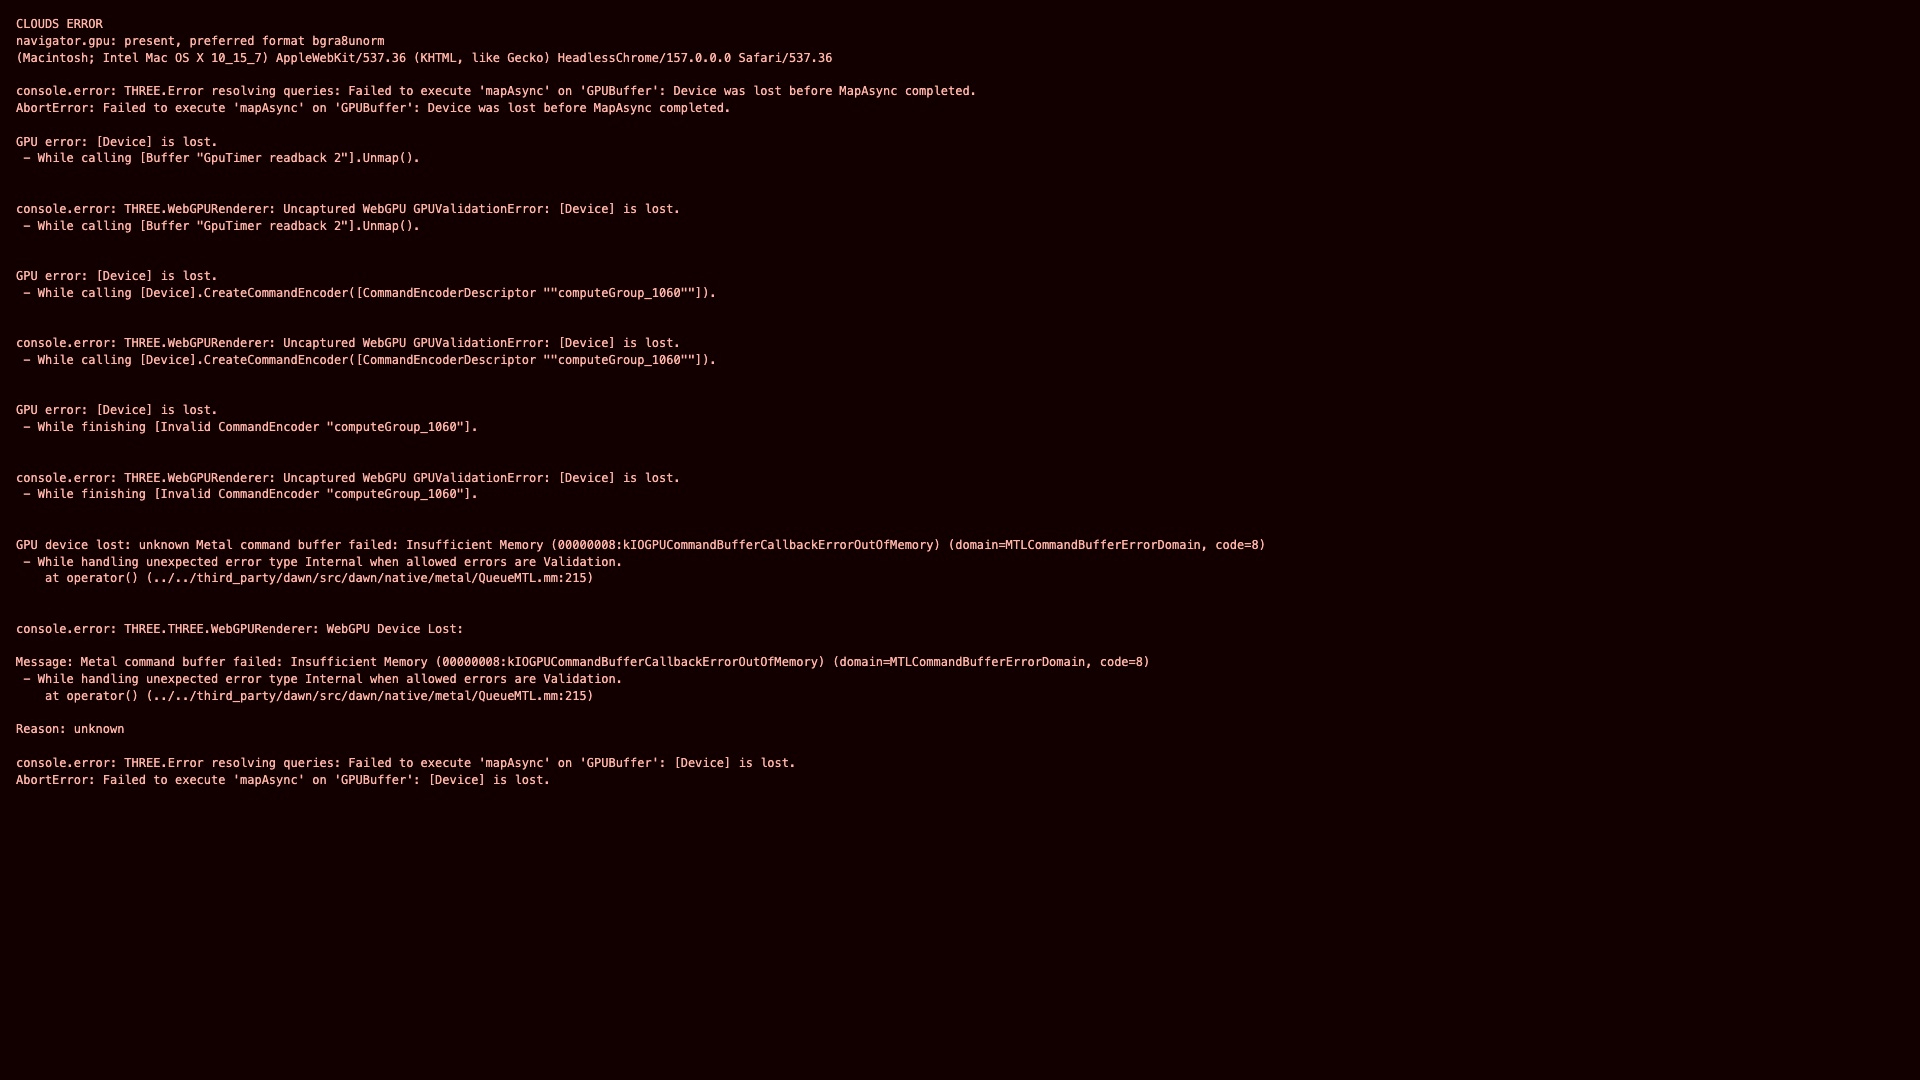 CLOUDS ERROR
navigator.gpu: present, preferred format bgra8unorm
(Macintosh; Intel Mac OS X 10_15_7) AppleWebKit/537.36 (KHTML, like Gecko) HeadlessChrome/157.0.0.0 Safari/537.36
console.error: THREE.Error resolving queries: Failed to execute 'mapAsync' on 'GPUBuffer': Device was lost before MapAsync completed.
AbortError: Failed to execute 'mapAsync' on 'GPUBuffer': Device was lost before MapAsync completed.
GPU error: [Device] is lost.
 – While calling [Buffer "GpuTimer readback 2"].Unmap().
console.error: THREE.WebGPURenderer: Uncaptured WebGPU GPUValidationError: [Device] is lost.
 – While calling [Buffer "GpuTimer readback 2"].Unmap().
GPU error: [Device] is lost.
 – While calling [Device].CreateCommandEncoder([CommandEncoderDescriptor ""computeGroup_1060""]).
console.error: THREE.WebGPURenderer: Uncaptured WebGPU GPUValidationError: [Device] is lost.
 – While calling [Device].CreateCommandEncoder([CommandEncoderDescriptor ""computeGroup_1060""]).
GPU error: [Device] is lost.
 – While finishing [Invalid CommandEncoder "computeGroup_1060"].
console.error: THREE.WebGPURenderer: Uncaptured WebGPU GPUValidationError: [Device] is lost.
 – While finishing [Invalid CommandEncoder "computeGroup_1060"].
GPU device lost: unknown Metal command buffer failed: Insufficient Memory (00000008:kIOGPUCommandBufferCallbackErrorOutOfMemory) (domain=MTLCommandBufferErrorDomain, code=8)
 – While handling unexpected error type Internal when allowed errors are Validation.
    at operator() (../../third_party/dawn/src/dawn/native/metal/QueueMTL.mm:215)
console.error: THREE.THREE.WebGPURenderer: WebGPU Device Lost:
Message: Metal command buffer failed: Insufficient Memory (00000008:kIOGPUCommandBufferCallbackErrorOutOfMemory) (domain=MTLCommandBufferErrorDomain, code=8)
 – While handling unexpected error type Internal when allowed errors are Validation.
    at operator() (../../third_party/dawn/src/dawn/native/metal/QueueMTL.mm:215)
Reason: unknown
console.error: THREE.Error resolving queries: Failed to execute 'mapAsync' on 'GPUBuffer': [Device] is lost.
AbortError: Failed to execute 'mapAsync' on 'GPUBuffer': [Device] is lost.